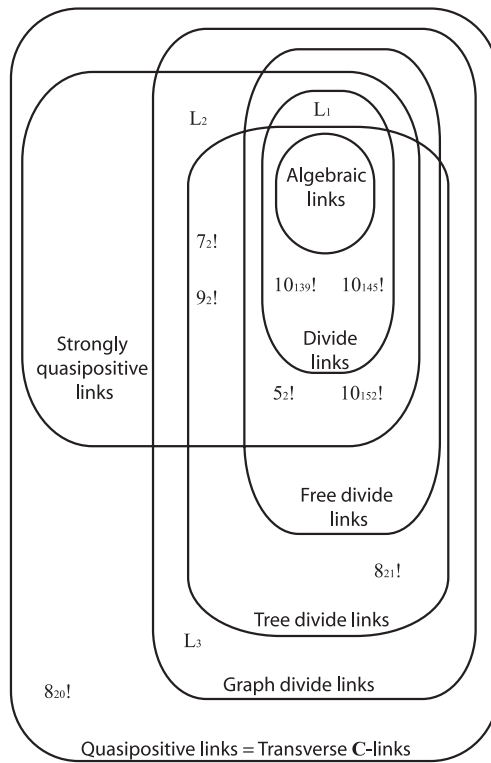 L₁
L₂
Algebraic
links
7₂!
10₁₃₉! 10₁₄₅!
9₂!
Strongly
quasipositive
links
Divide
links
5₂! 10₁₅₂!
Free divide
links
8₂₁!
Tree divide links
L₃
Graph divide links
8₂₀!
Quasipositive links = Transverse C-links